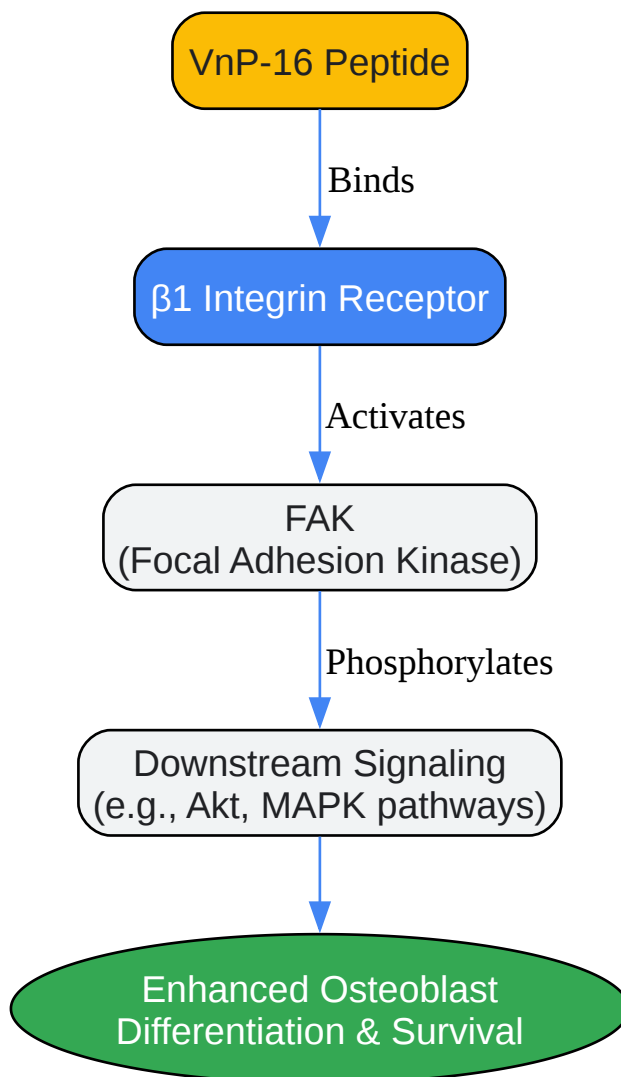 VnP-16 Peptide
Binds
β1 Integrin Receptor
Activates
FAK
(Focal Adhesion Kinase)
Phosphorylates
Downstream Signaling
(e.g., Akt, MAPK pathways)
Enhanced Osteoblast
Differentiation & Survival